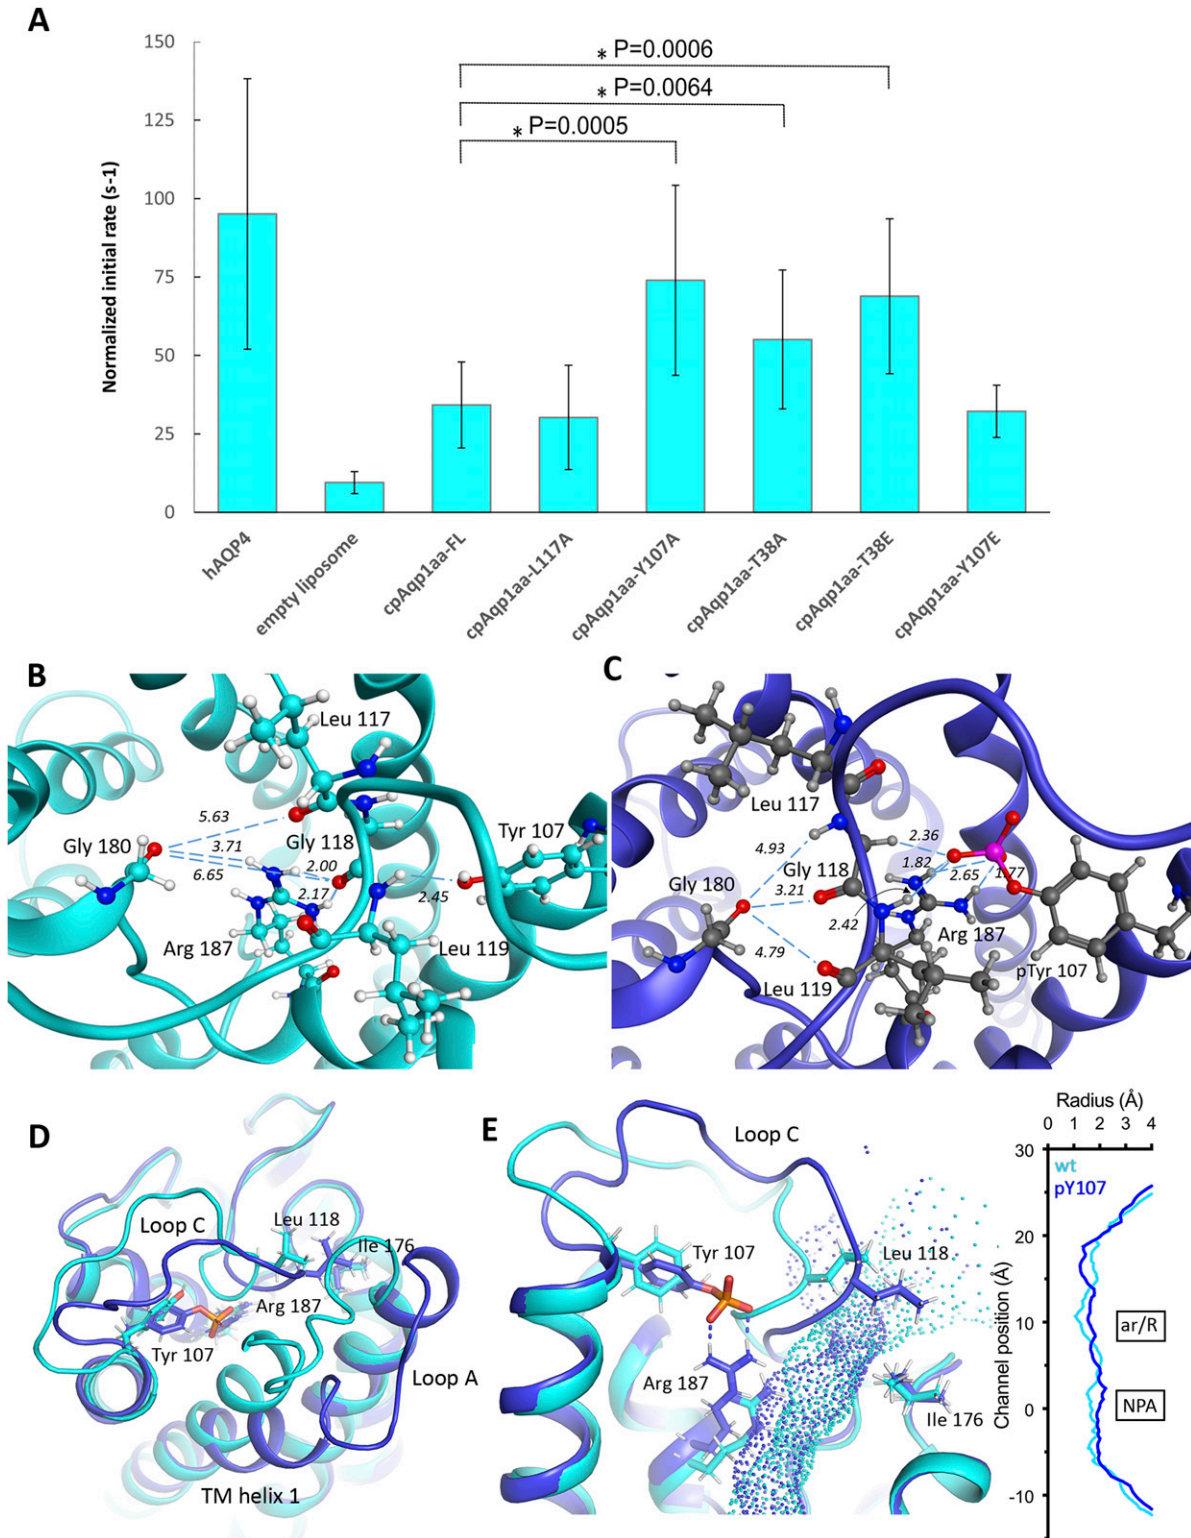 A
150
125
100
75
50
25
0
Normalized initial rate (s-1)
* P=0.0006
* P=0.0064
* P=0.0005
hAQP4
empty liposome
cpAqp1aa-FL
cpAqp1aa-L117A
cpAqp1aa-Y107A
cpAqp1aa-T38A
cpAqp1aa-T38E
cpAqp1aa-Y107E
B
Leu 117
5.63
Gly 180
3.71
Gly 118
Tyr 107
6.65
2.00
2.17
2.45
Arg 187
Leu 119
C
Leu 117
2.36
4.93
Gly 118
1.82
2.65
1.77
Gly 180
3.21
2.42
Arg 187
4.79
pTyr 107
Leu 119
D
Loop C
Leu 118
Ile 176
Arg 187
Tyr 107
Loop A
TM helix 1
E
Loop C
Tyr 107
Leu 118
Arg 187
Ile 176
Radius (Å)
0 1 2 3 4
30
wt
pY107
20
10
0
-10
Channel position (Å)
ar/R
NPA